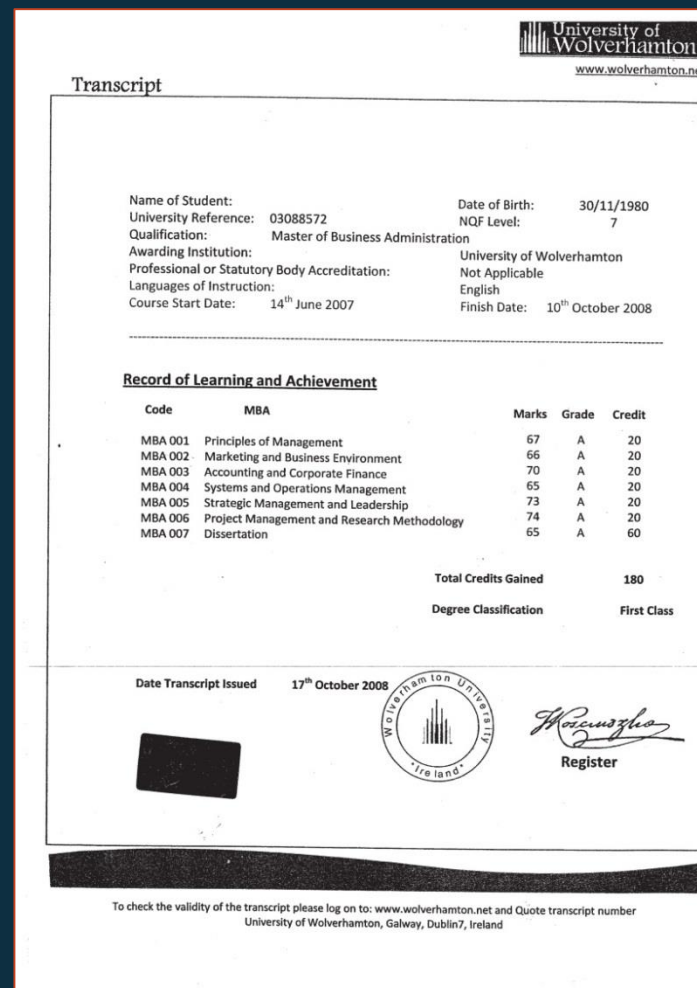 University of
Wolverhamton
www.wolverhamton.ne
Transcript
Name of Student: Date of Birth: 30/11/1980
University Reference: 03088572 NQF Level: 7
Qualification: Master of Business Administration
Awarding Institution: University of Wolverhamton
Professional or Statutory Body Accreditation: Not Applicable
Languages of Instruction: English
Course Start Date: 14th June 2007 Finish Date: 10th October 2008
Record of Learning and Achievement
Code MBA Marks Grade Credit
MBA 001 Principles of Management 67 A 20
MBA 002 Marketing and Business Environment 66 A 20
MBA 003 Accounting and Corporate Finance 70 A 20
MBA 004 Systems and Operations Management 65 A 20
MBA 005 Strategic Management and Leadership 73 A 20
MBA 006 Project Management and Research Methodology 74 A 20
MBA 007 Dissertation 65 A 60
Total Credits Gained 180
Degree Classification First Class
Date Transcript Issued 17th October 2008
Wolverham ton University
Ireland
Register
To check the validity of the transcript please log on to: www.wolverhamton.net and Quote transcript number
University of Wolverhamton, Galway, Dublin7, Ireland